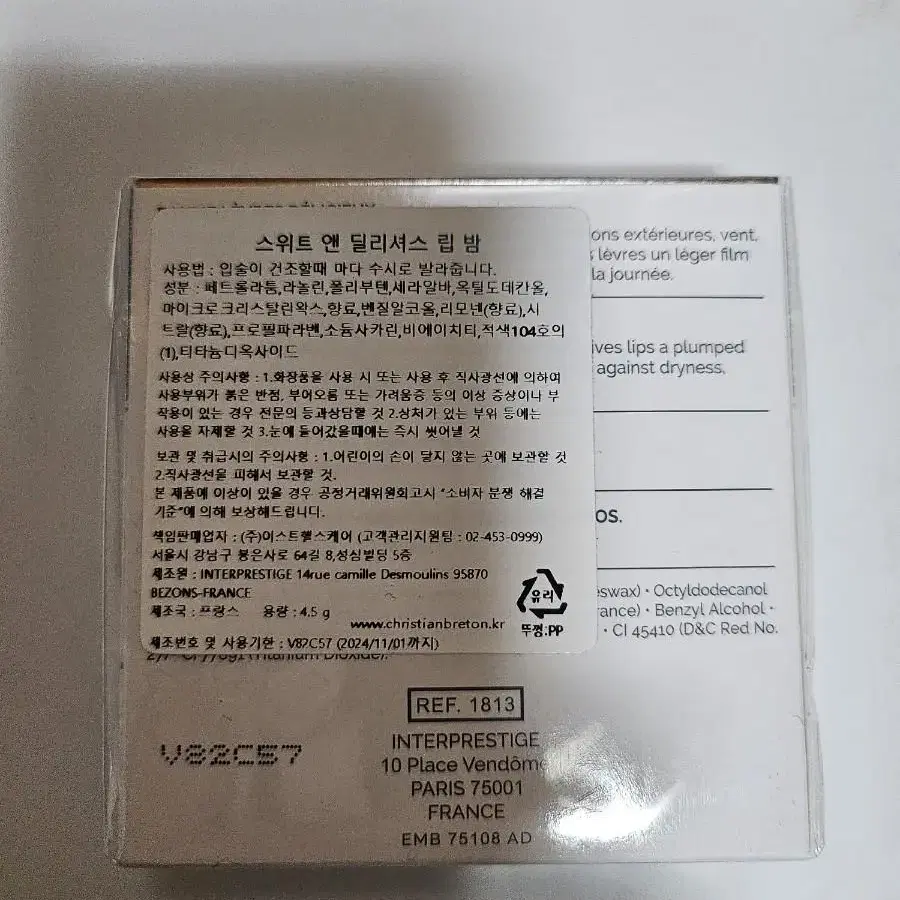 스위트 앤 딜리셔스 립 밤
사용법 : 입술이 건조할때 마다 수시로 발라줍니다.
성분 : 페트롤라툼,라놀린,폴리부텐,세라알바,옥틸도데칸올,
마이크로크리스탈린왁스,향료,벤질알코올,리모넨(향료),시
트랄(향료),프로필파라벤,소듐사카린,비에이치티,적색104호의
(1),티타늄디옥사이드
사용상 주의사항 : 1.화장품을 사용 시 또는 사용 후 직사광선에 의하여
사용부위가 붉은 반점, 부어오름 또는 가려움증 등의 이상 증상이나 부
작용이 있는 경우 전문의 등과상담할 것 2.상처가 있는 부위 등에는
사용을 자제할 것 3.눈에 들어갔을때에는 즉시 씻어낼 것
보관 및 취급시의 주의사항 : 1.어린이의 손이 닿지 않는 곳에 보관할 것
2.직사광선을 피해서 보관할 것.
본 제품에 이상이 있을 경우 공정거래위원회고시 "소비자 분쟁 해결
기준"에 의해 보상해드립니다.
책임판매업자 : (주)이스트헬스케어 (고객관리지원팀 : 02-453-0999)
서울시 강남구 봉은사로 64길 8,성심빌딩 5층
제조원 : INTERPRESTIGE 14rue camille Desmoulins 95870
BEZONS-FRANCE
제조국 : 프랑스 용량 : 4.5 g
www.christianbreton.kr
제조번호 및 사용기한 : V82C57 (2024/11/01까지)
유리
뚜껑:PP
ons extérieures, vent,
lèvres un léger film
la journée.
ives lips a plumped
against dryness,
OS.
swax) • Octyldodecanol
rance) • Benzyl Alcohol •
• CI 45410 (D&C Red No.
(Titanium Dioxide).
REF. 1813
V82C57
INTERPRESTIGE
10 Place Vendôme
PARIS 75001
FRANCE
EMB 75108 AD